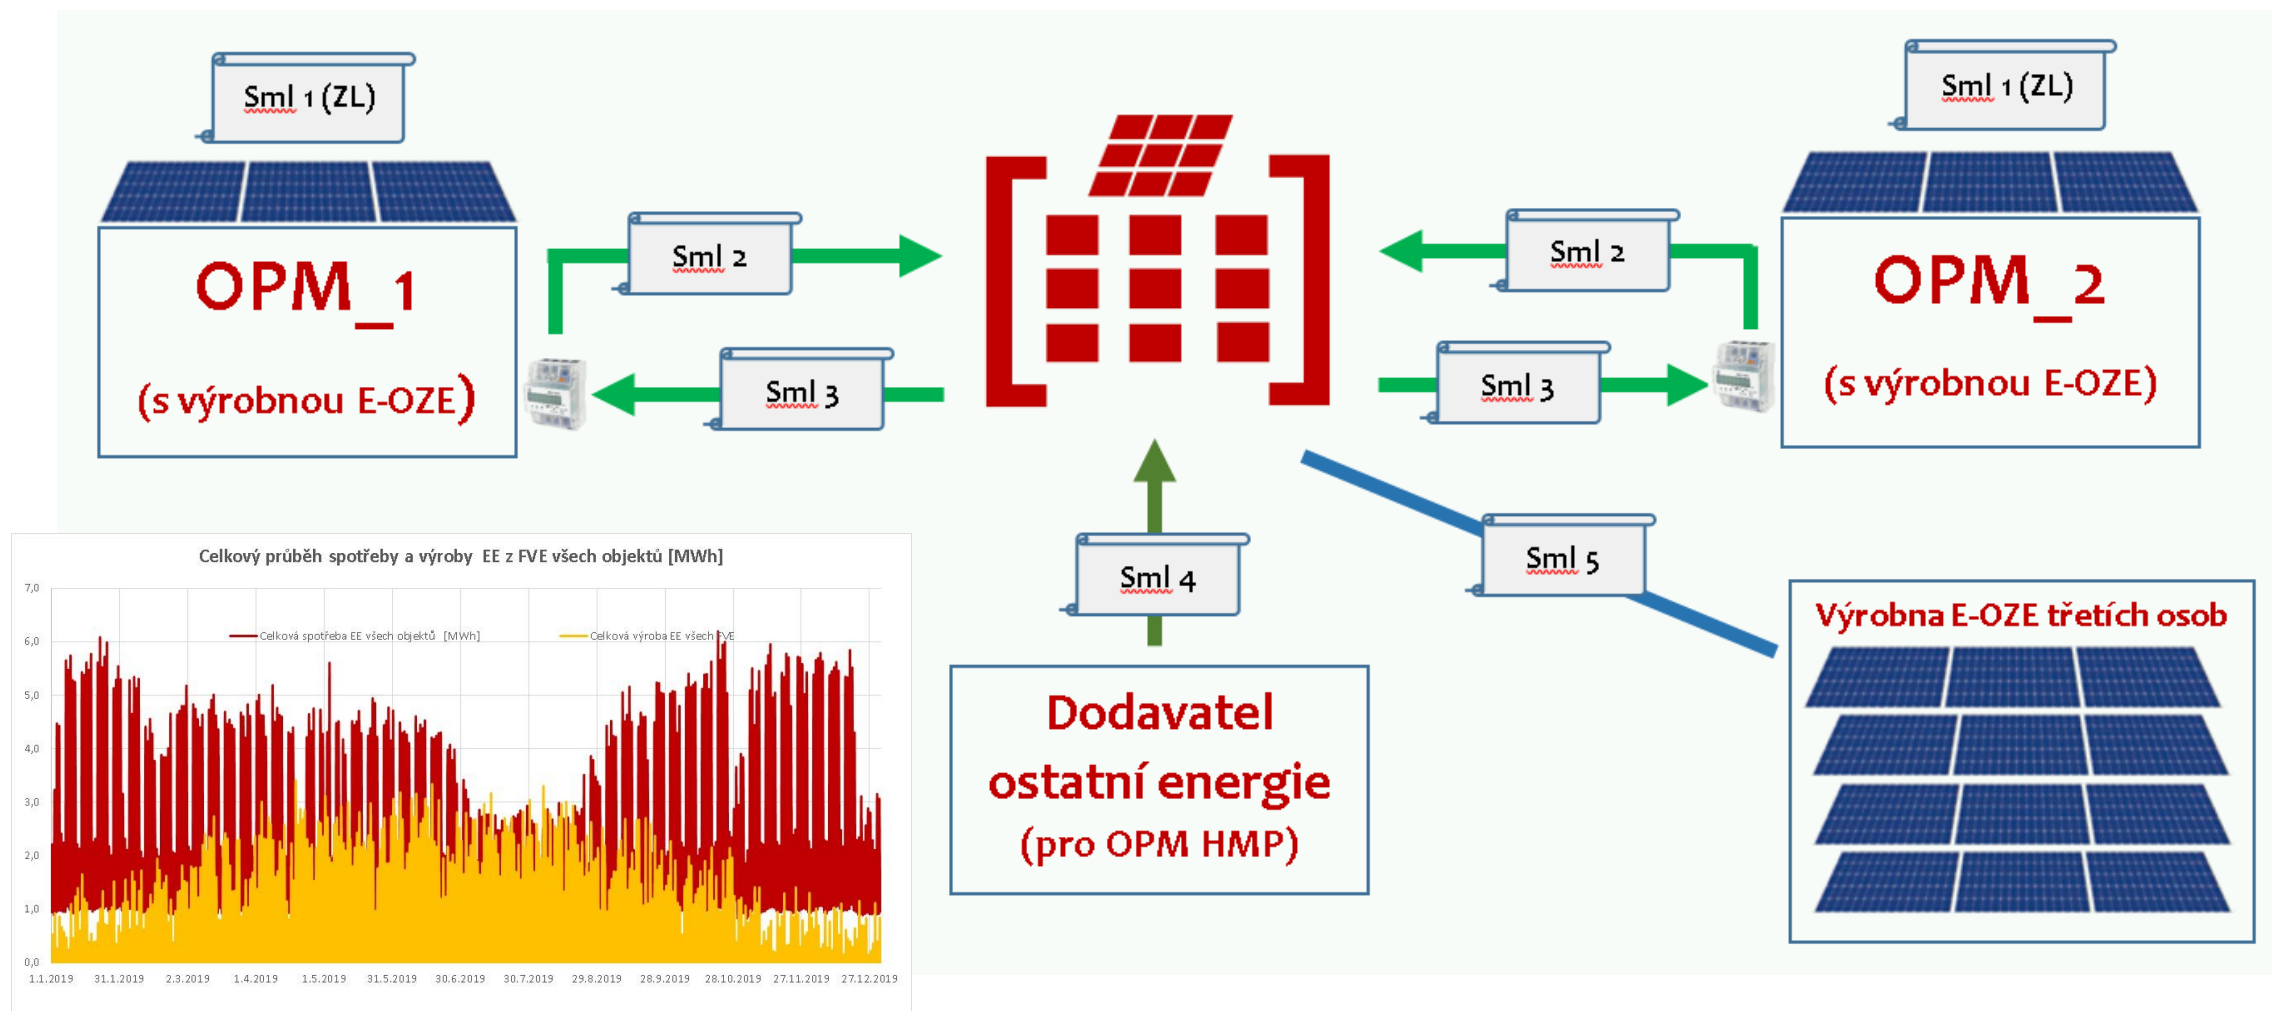 Sml 1 (ZL)
Sml 1 (ZL)
OPM_1
(s výrobnou E-OZE)
Sml 2
Sml 3
Sml 2
Sml 3
OPM_2
(s výrobnou E-OZE)
Sml 4
Sml 5
Dodavatel
ostatní energie
(pro OPM HMP)
Výrobna E-OZE třetích osob
Celkový průběh spotřeby a výroby EE z FVE všech objektů [MWh]
Celková spotřeba EE všech objektů [MWh]
Celková výroba EE všech FVE
7,0
6,0
5,0
4,0
3,0
2,0
1,0
0,0
1.1.2019 31.1.2019 2.3.2019 1.4.2019 1.5.2019 31.5.2019 30.6.2019 30.7.2019 29.8.2019 28.9.2019 28.10.2019 27.11.2019 27.12.2019